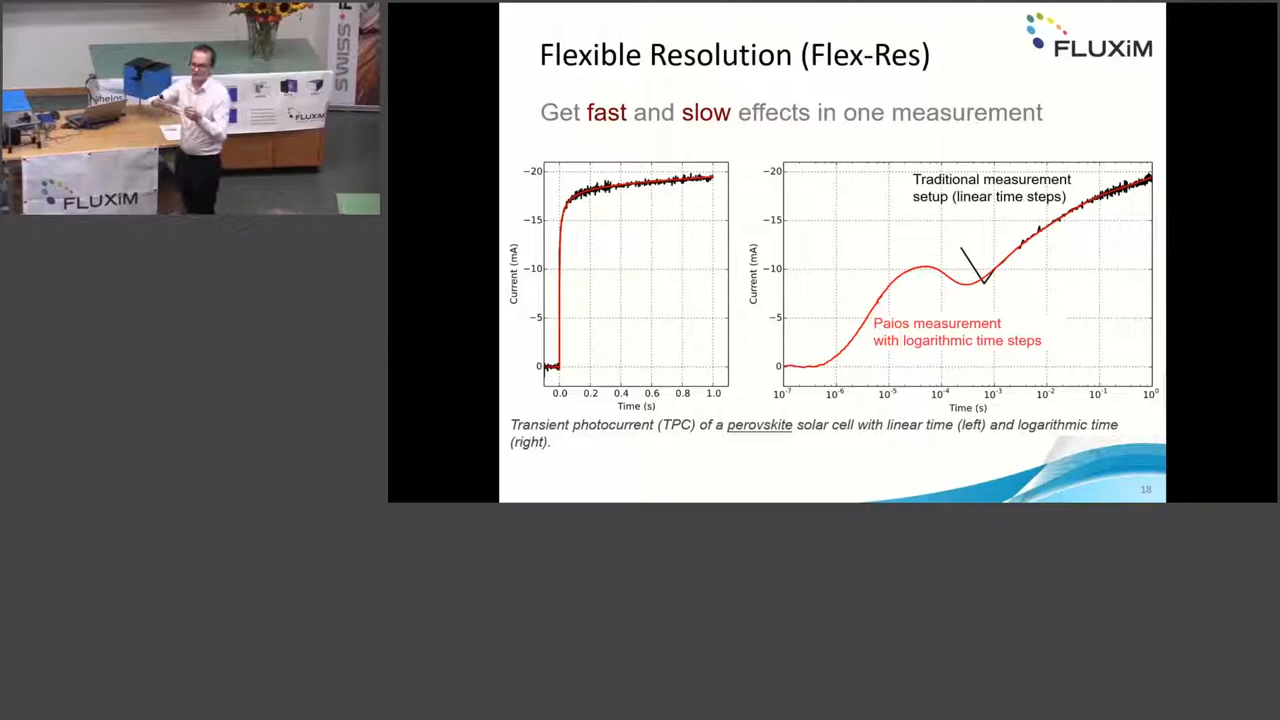 Flexible Resolution (Flex-Res)
FLUXiM
Get fast and slow effects in one measurement
−20
−15
−10
−5
0
Current (mA)
0.0 0.2 0.4 0.6 0.8 1.0
Time (s)
−20
−15
−10
−5
0
Current (mA)
Traditional measurement
setup (linear time steps)
Paios measurement
with logarithmic time steps
10⁻⁷ 10⁻⁶ 10⁻⁵ 10⁻⁴ 10⁻³ 10⁻² 10⁻¹ 10⁰
Time (s)
Transient photocurrent (TPC) of a perovskite solar cell with linear time (left) and logarithmic time
(right).
18
SWISS
FLUXiM
FLUXiM